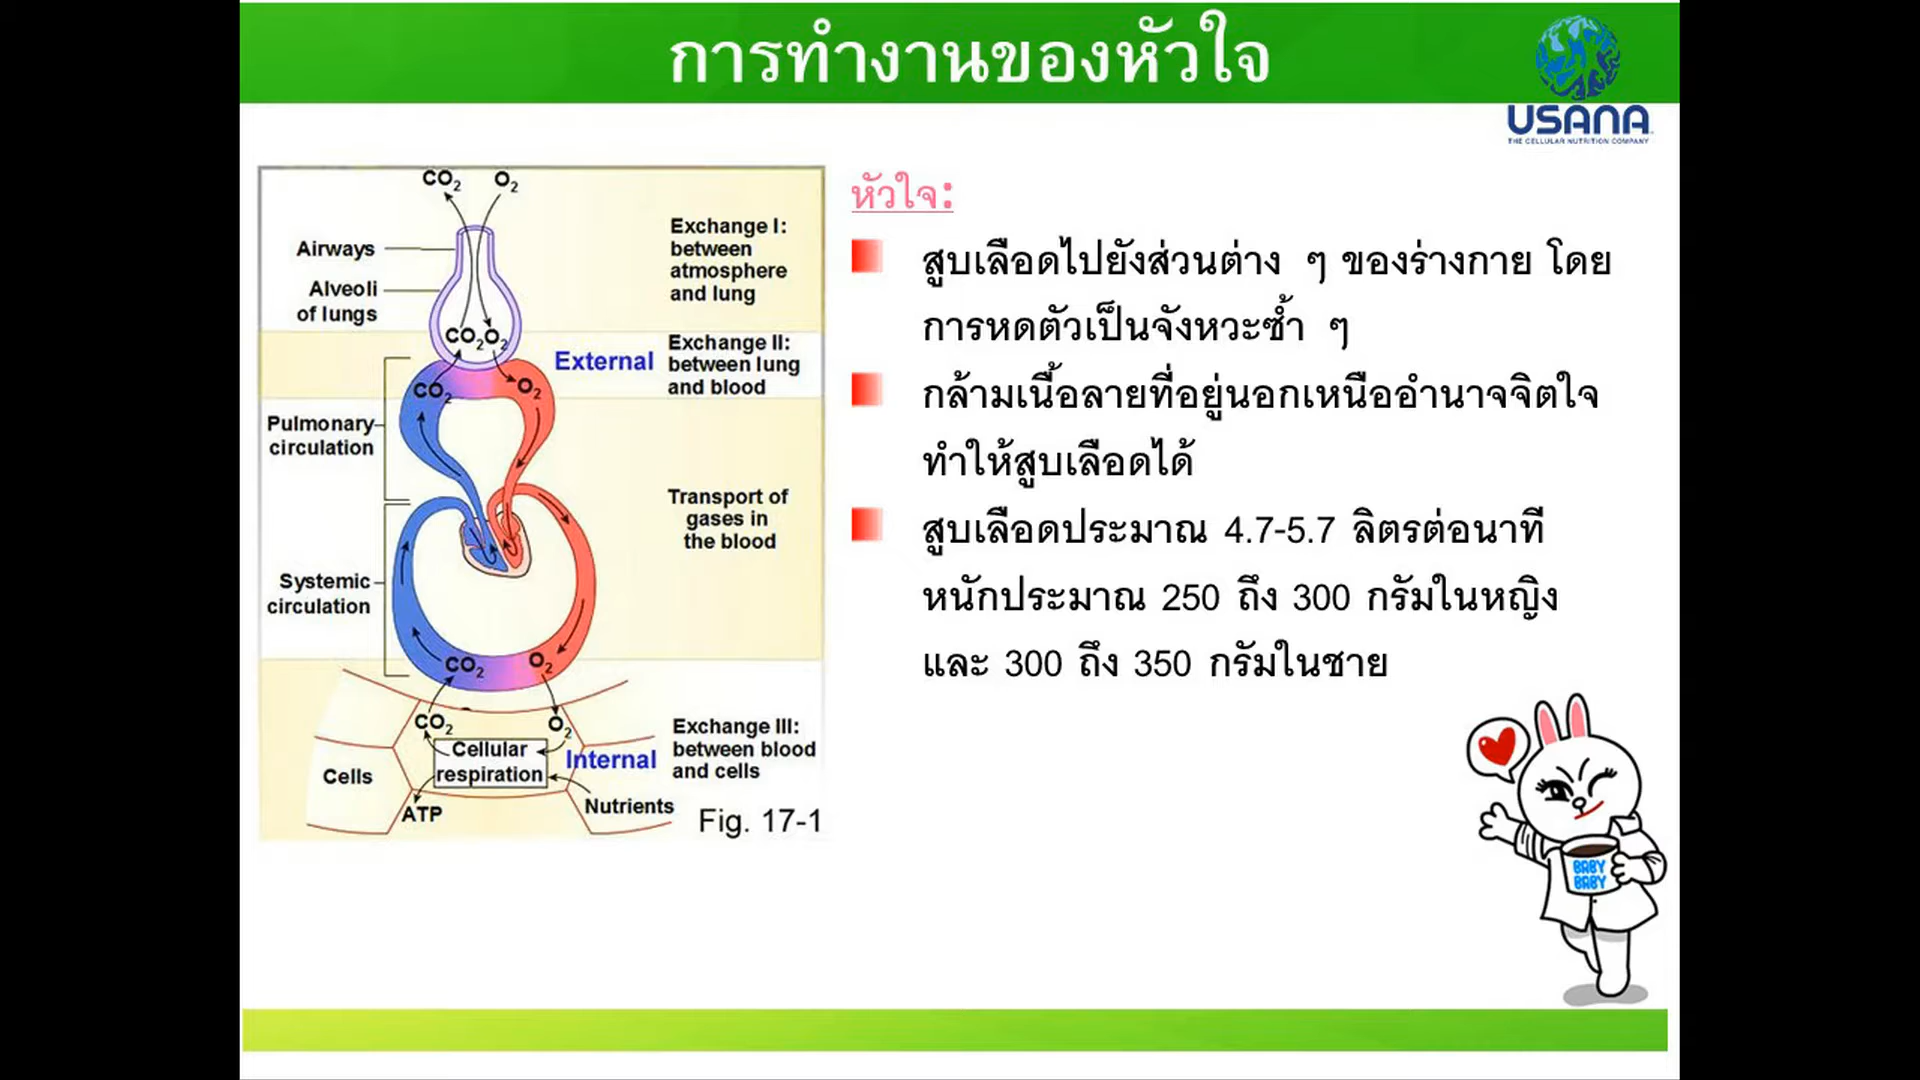 การทำงานของหัวใจ
USANA
THE CELLULAR NUTRITION COMPANY
CO2 O2
Airways
Alveoli
of lungs
CO2 O2
CO2 O2
Pulmonary
circulation
Systemic
circulation
CO2 O2
CO2 O2
Cellular
respiration
Cells
ATP
Nutrients
Exchange I:
between
atmosphere
and lung
External
Exchange II:
between lung
and blood
Transport of
gases in
the blood
Internal
Exchange III:
between blood
and cells
Fig. 17-1
หัวใจ:
สูบเลือดไปยังส่วนต่าง ๆ ของร่างกาย โดย
การหดตัวเป็นจังหวะซ้ำ ๆ
กล้ามเนื้อลายที่อยู่นอกเหนืออำนาจจิตใจ
ทำให้สูบเลือดได้
สูบเลือดประมาณ 4.7-5.7 ลิตรต่อนาที
หนักประมาณ 250 ถึง 300 กรัมในหญิง
และ 300 ถึง 350 กรัมในชาย
BABY
BABY